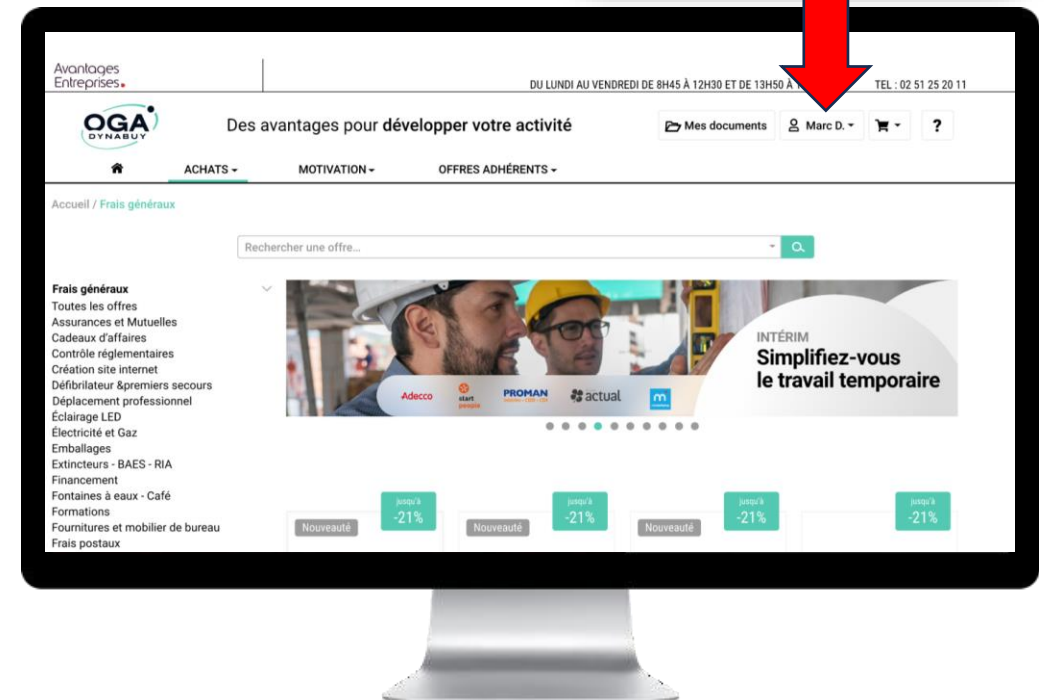 Avantages
Entreprises.
DU LUNDI AU VENDREDI DE 8H45 À 12H30 ET DE 13H50 À
TEL : 02 51 25 20 11
OGA
DYNABUY
Des avantages pour développer votre activité
Mes documents
Marc D.
?
ACHATS
MOTIVATION
OFFRES ADHÉRENTS
Accueil / Frais généraux
Rechercher une offre...
Frais généraux
Toutes les offres
Assurances et Mutuelles
Cadeaux d'affaires
Contrôle réglementaires
Création site internet
Défibrilateur &premiers secours
Déplacement professionnel
Éclairage LED
Électricité et Gaz
Emballages
Extincteurs - BAES - RIA
Financement
Fontaines à eaux - Café
Formations
Fournitures et mobilier de bureau
Frais postaux
INTÉRIM
Simplifiez-vous
le travail temporaire
Adecco
start
people
PROMAN
actual
m
Nouveauté
jusqu'à
-21%
Nouveauté
jusqu'à
-21%
Nouveauté
jusqu'à
-21%
jusqu'à
-21%